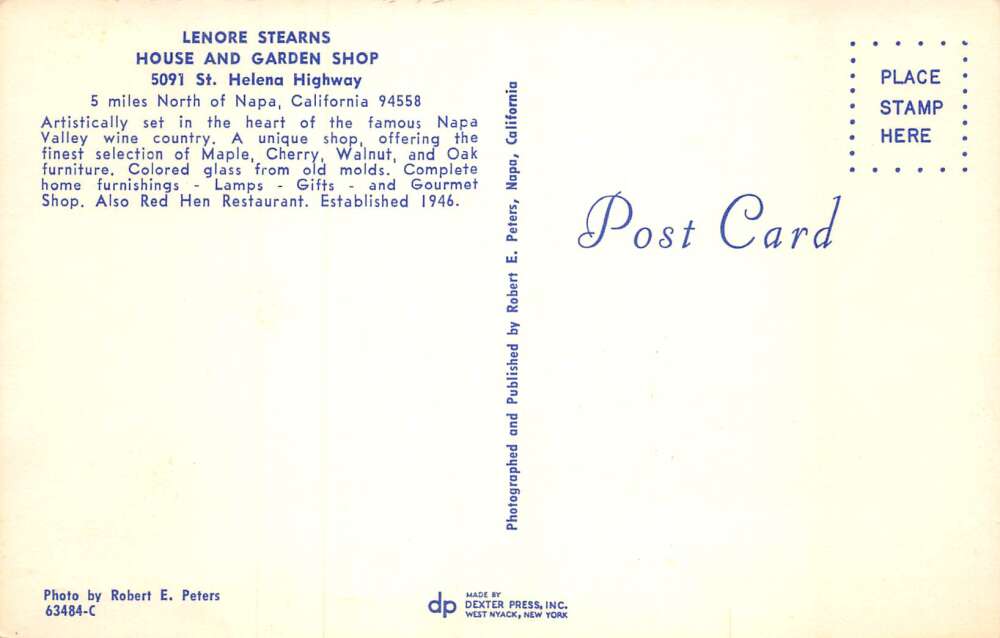 LENORE STEARNS
HOUSE AND GARDEN SHOP
5091 St. Helena Highway
5 miles North of Napa, California 94558
Artistically set in the heart of the famous Napa
Valley wine country. A unique shop, offering the
finest selection of Maple, Cherry, Walnut, and Oak
furniture. Colored glass from old molds. Complete
home furnishings - Lamps - Gifts - and Gourmet
Shop. Also Red Hen Restaurant. Established 1946.
Photo by Robert E. Peters
63484-C
Photographed and Published by Robert E. Peters, Napa, California
dp
MADE BY
DEXTER PRESS, INC.
WEST NYACK, NEW YORK
PLACE
STAMP
HERE
Post Card